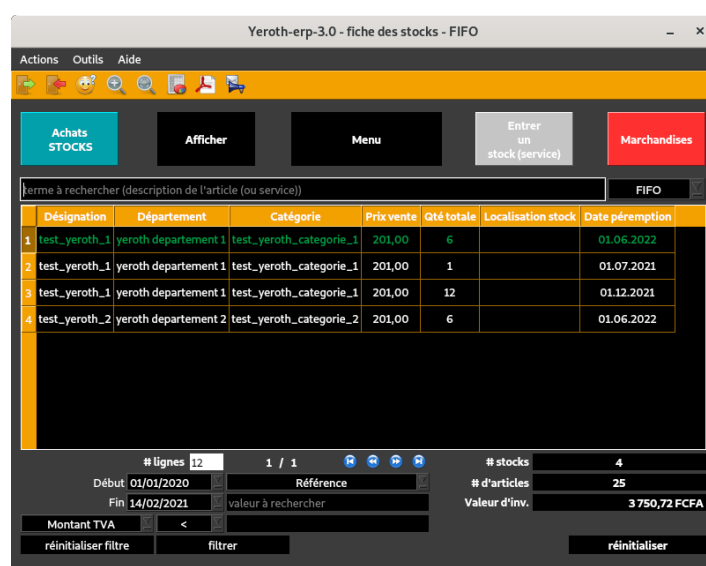 Yeroth-erp-3.0 - fiche des stocks - FIFO
Actions Outils Aide
Achats
STOCKS
Afficher
Menu
Entrer
un
stock (service)
Marchandises
terme à rechercher (description de l'article (ou service))
FIFO
Désignation Département Catégorie Prix vente Qté totale Localisation stock Date péremption
1 test_yeroth_1 yeroth departement 1 test_yeroth_categorie_1 201,00 6 01.06.2022
2 test_yeroth_1 yeroth departement 1 test_yeroth_categorie_1 201,00 1 01.07.2021
3 test_yeroth_1 yeroth departement 1 test_yeroth_categorie_1 201,00 12 01.12.2021
4 test_yeroth_2 yeroth departement 2 test_yeroth_categorie_2 201,00 6 01.06.2022
# lignes 12 1 / 1 # stocks 4
Début 01/01/2020 Référence # d'articles 25
Fin 14/02/2021 valeur à rechercher Valeur d'inv. 3 750,72 FCFA
Montant TVA <
réinitialiser filtre filtrer réinitialiser